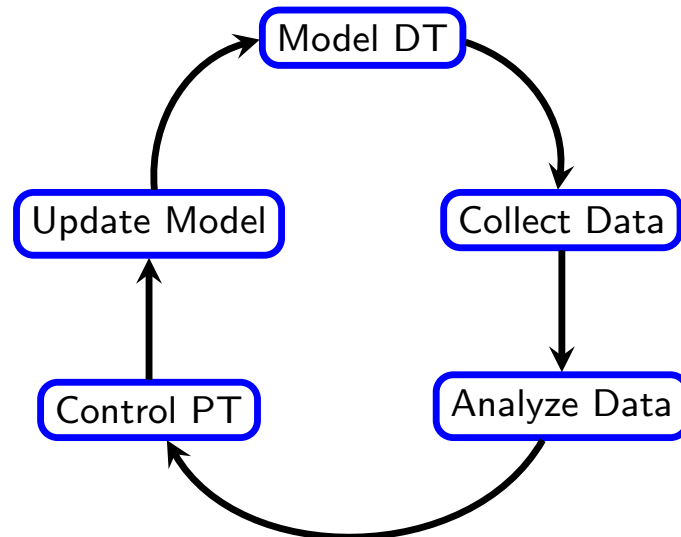 Model DT
Update Model
Collect Data
Control PT
Analyze Data